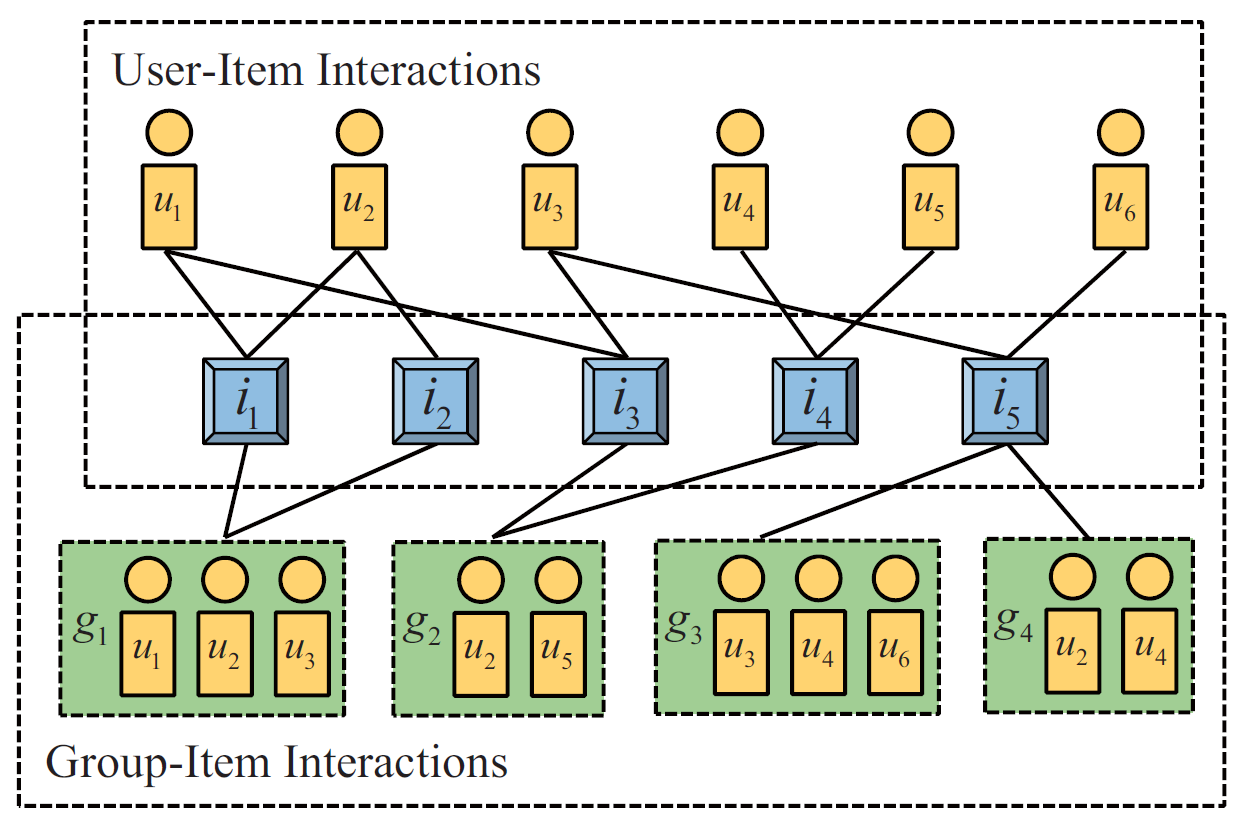 User-Item Interactions
u1 u2 u3 u4 u5 u6
i1 i2 i3 i4 i5
g1 u1 u2 u3 g2 u2 u5 g3 u3 u4 u6 g4 u2 u4
Group-Item Interactions